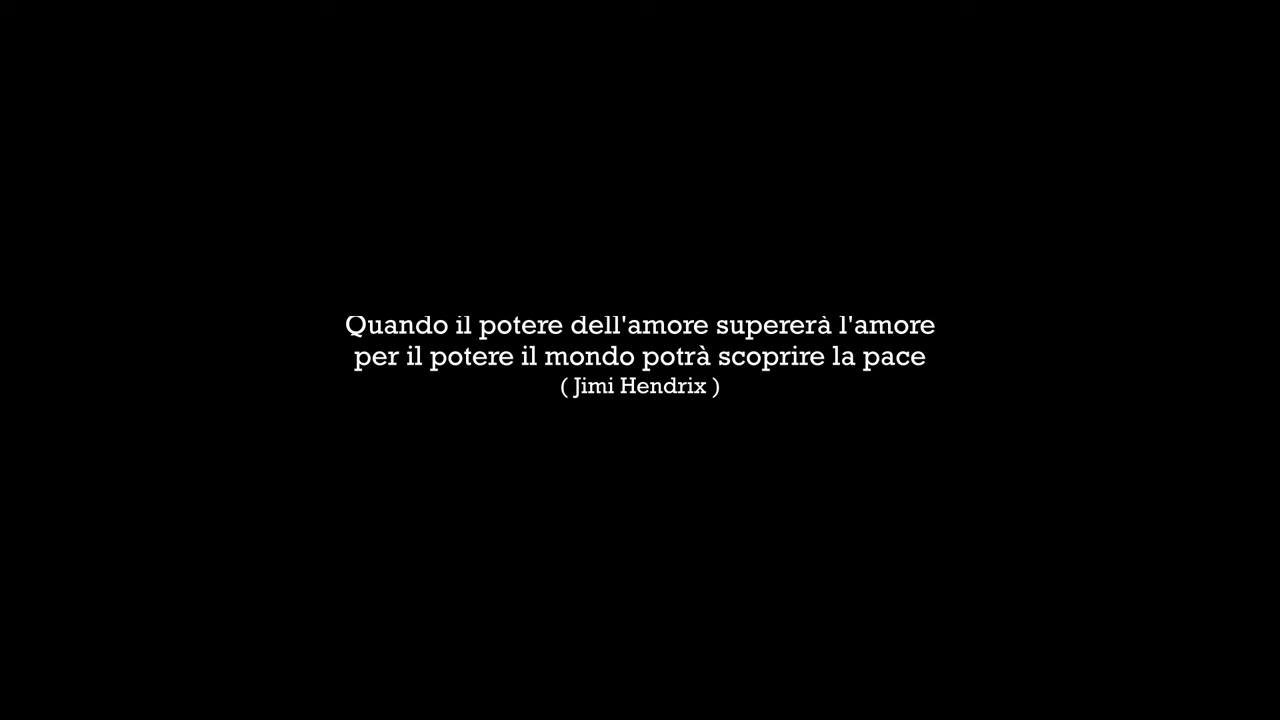 Quando il potere dell'amore supererà l'amore
per il potere il mondo potrà scoprire la pace
( Jimi Hendrix )